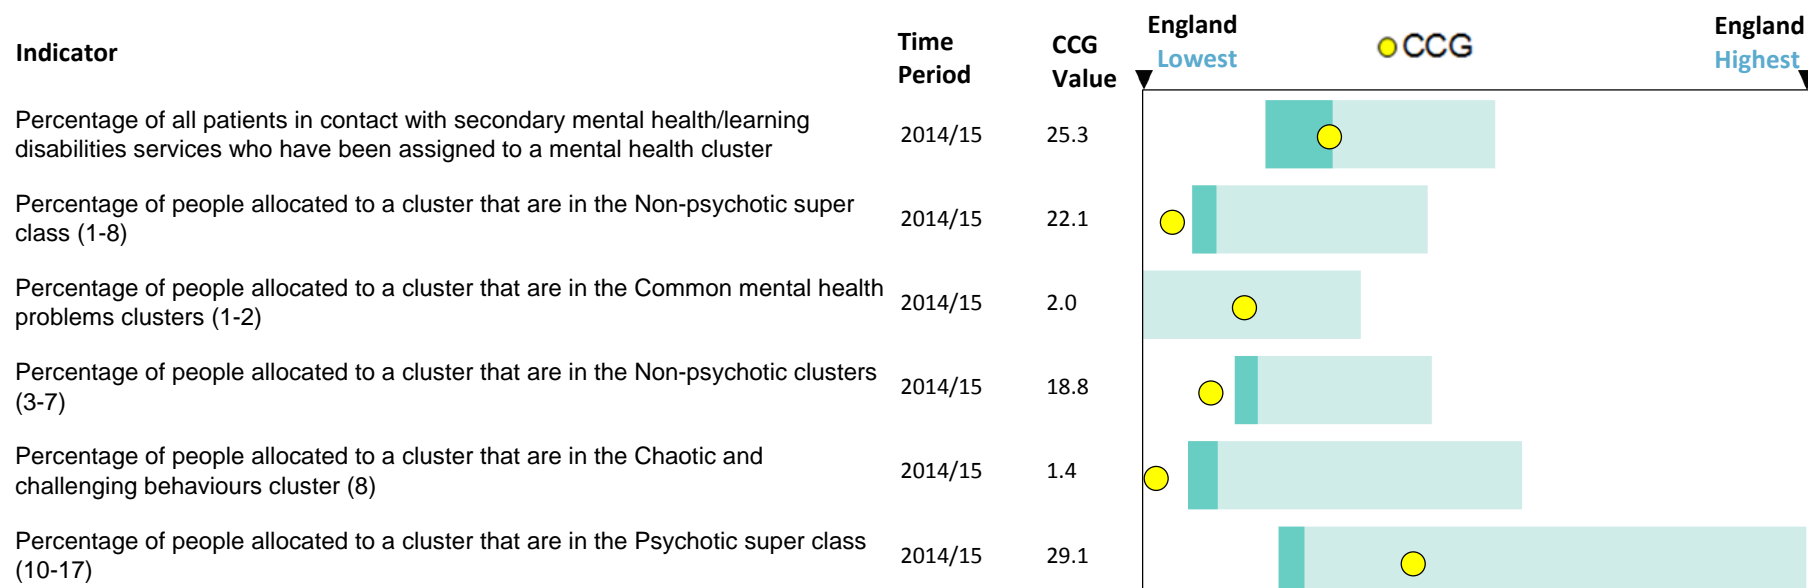 Indicator
Time Period
CCG Value
England Lowest
CCG
England Highest
Percentage of all patients in contact with secondary mental health/learning
disabilities services who have been assigned to a mental health cluster
2014/15
25.3
Percentage of people allocated to a cluster that are in the Non-psychotic super
class (1-8)
2014/15
22.1
Percentage of people allocated to a cluster that are in the Common mental health
problems clusters (1-2)
2014/15
2.0
Percentage of people allocated to a cluster that are in the Non-psychotic clusters
(3-7)
2014/15
18.8
Percentage of people allocated to a cluster that are in the Chaotic and
challenging behaviours cluster (8)
2014/15
1.4
Percentage of people allocated to a cluster that are in the Psychotic super class
(10-17)
2014/15
29.1